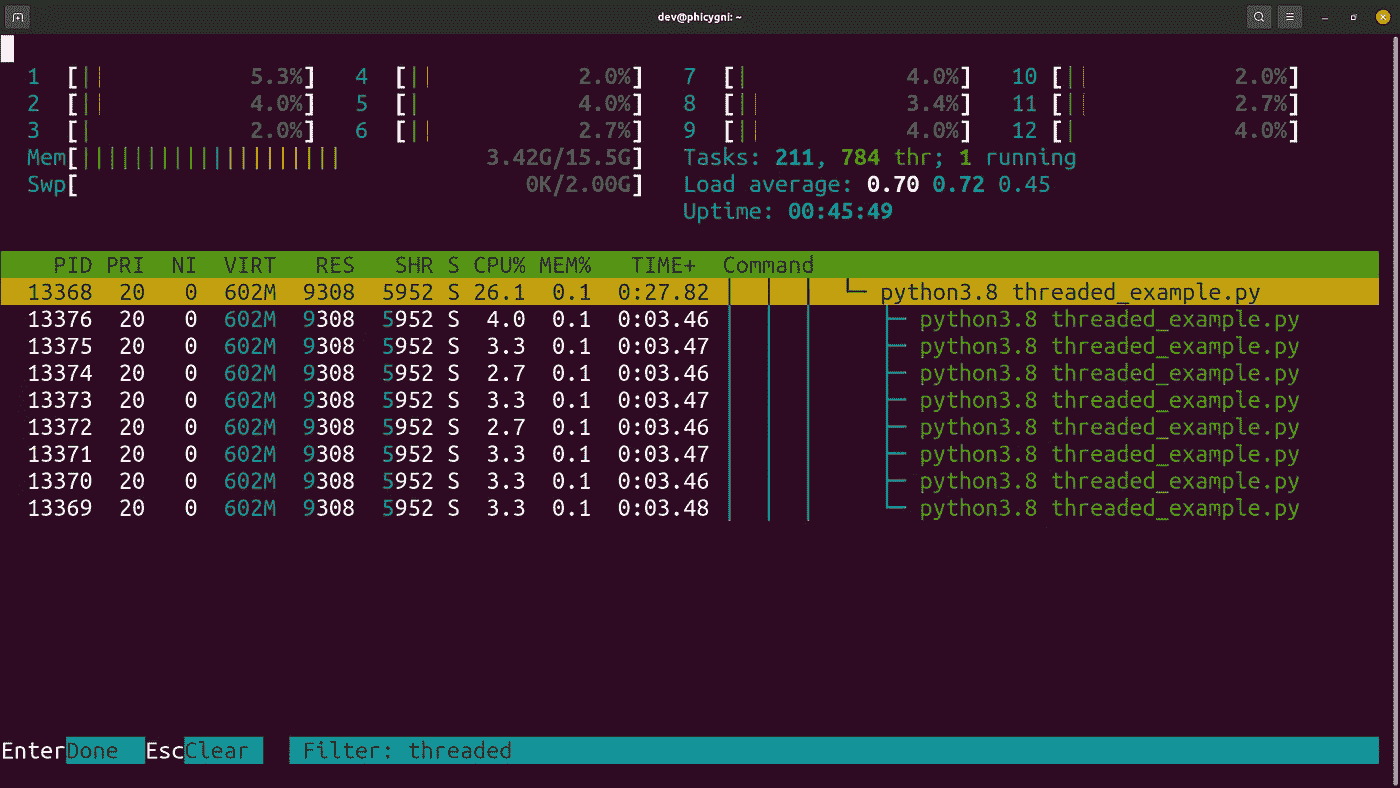 dev@phicygni: ~
1 [|| 5.3%] 4 [|| 2.0%] 7 [| 4.0%] 10 [|| 2.0%]
2 [|| 4.0%] 5 [| 4.0%] 8 [|| 3.4%] 11 [|| 2.7%]
3 [| 2.0%] 6 [|| 2.7%] 9 [|| 4.0%] 12 [| 4.0%]
Mem[|||||||||||||||||||| 3.42G/15.5G] Tasks: 211, 784 thr; 1 running
Swp[ 0K/2.00G] Load average: 0.70 0.72 0.45
Uptime: 00:45:49
PID PRI NI VIRT RES SHR S CPU% MEM% TIME+ Command
13368 20 0 602M 9308 5952 S 26.1 0.1 0:27.82 │ │ │ └─ python3.8 threaded_example.py
13376 20 0 602M 9308 5952 S 4.0 0.1 0:03.46 │ │ │ ├─ python3.8 threaded_example.py
13375 20 0 602M 9308 5952 S 3.3 0.1 0:03.47 │ │ │ ├─ python3.8 threaded_example.py
13374 20 0 602M 9308 5952 S 2.7 0.1 0:03.46 │ │ │ ├─ python3.8 threaded_example.py
13373 20 0 602M 9308 5952 S 3.3 0.1 0:03.47 │ │ │ ├─ python3.8 threaded_example.py
13372 20 0 602M 9308 5952 S 2.7 0.1 0:03.46 │ │ │ ├─ python3.8 threaded_example.py
13371 20 0 602M 9308 5952 S 3.3 0.1 0:03.47 │ │ │ ├─ python3.8 threaded_example.py
13370 20 0 602M 9308 5952 S 3.3 0.1 0:03.46 │ │ │ ├─ python3.8 threaded_example.py
13369 20 0 602M 9308 5952 S 3.3 0.1 0:03.48 │ │ │ └─ python3.8 threaded_example.py
EnterDone EscClear Filter: threaded